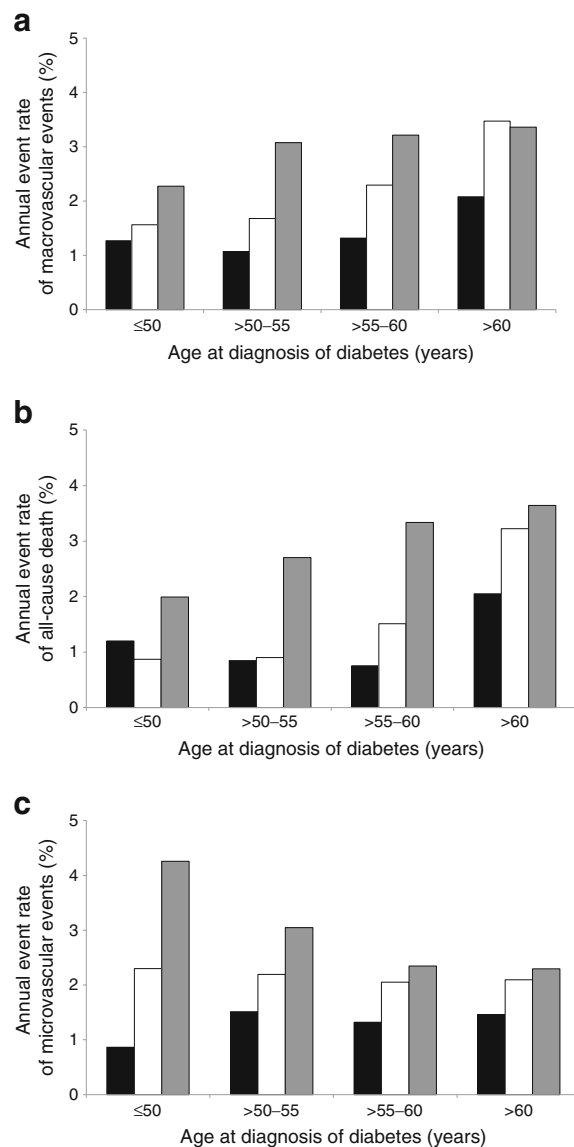 a
Annual event rate
of macrovascular events (%)
5
4
3
2
1
0
≤50 >50–55 >55–60 >60
Age at diagnosis of diabetes (years)
b
Annual event rate
of all-cause death (%)
5
4
3
2
1
0
≤50 >50–55 >55–60 >60
Age at diagnosis of diabetes (years)
c
Annual event rate
of microvascular events (%)
5
4
3
2
1
0
≤50 >50–55 >55–60 >60
Age at diagnosis of diabetes (years)